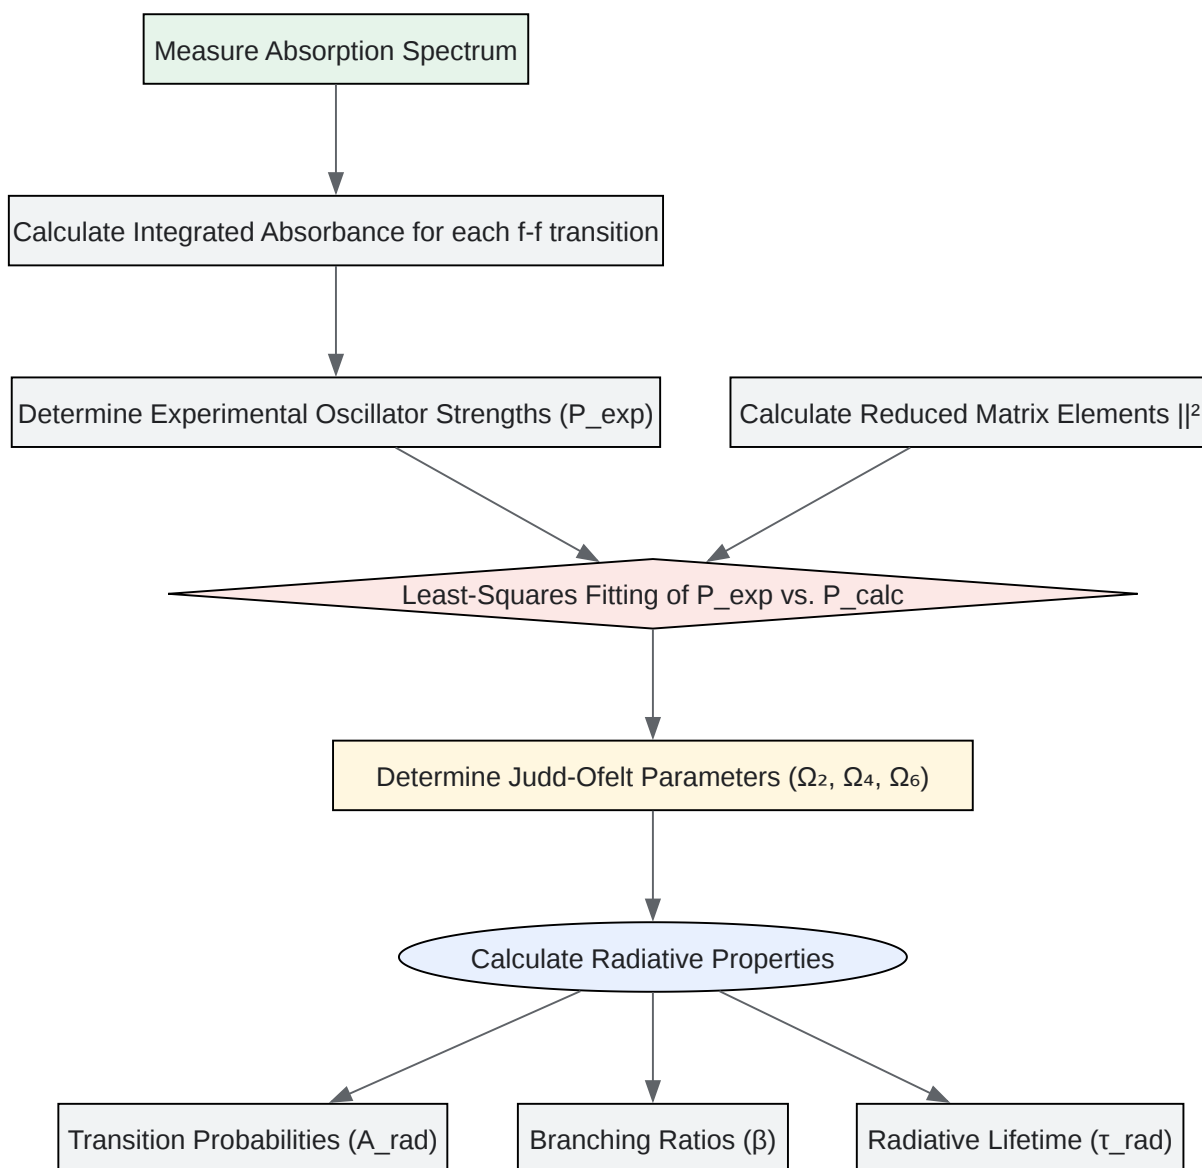 Measure Absorption Spectrum
Calculate Integrated Absorbance for each f-f transition
Determine Experimental Oscillator Strengths (P_exp)
Calculate Reduced Matrix Elements ||²
Least-Squares Fitting of P_exp vs. P_calc
Determine Judd-Ofelt Parameters (Ω₂, Ω₄, Ω₆)
Calculate Radiative Properties
Transition Probabilities (A_rad)
Branching Ratios (β)
Radiative Lifetime (τ_rad)